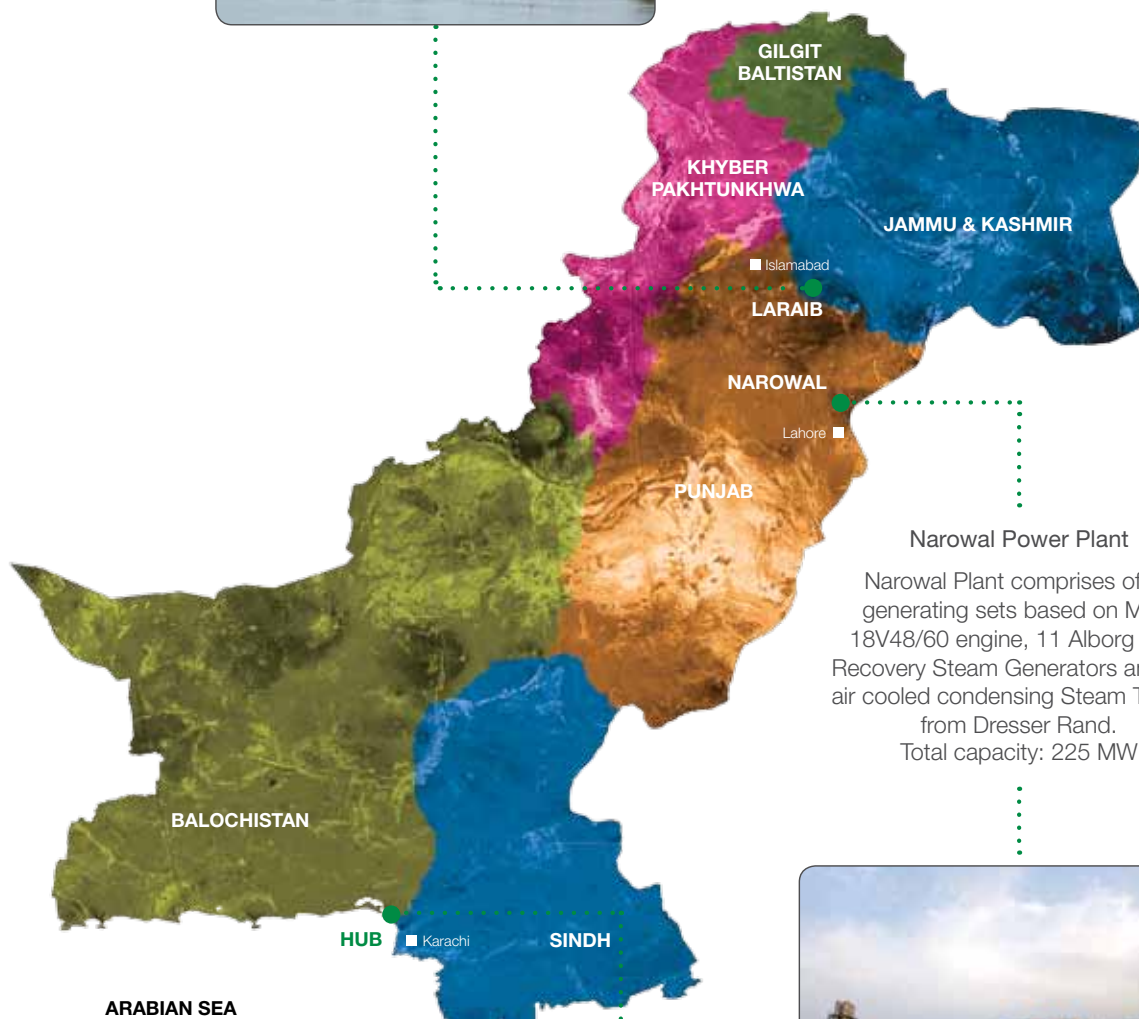 GILGIT
BALTISTAN
KHYBER
PAKHTUNKHWA
JAMMU & KASHMIR
Islamabad
LARAIB
NAROWAL
Lahore
PUNJAB
Narowal Power Plant
Narowal Plant comprises of
generating sets based on M
18V48/60 engine, 11 Alborg
Recovery Steam Generators
air cooled condensing Steam
from Dresser Rand.
Total capacity: 225 MW
BALOCHISTAN
HUB
Karachi
SINDH
ARABIAN SEA